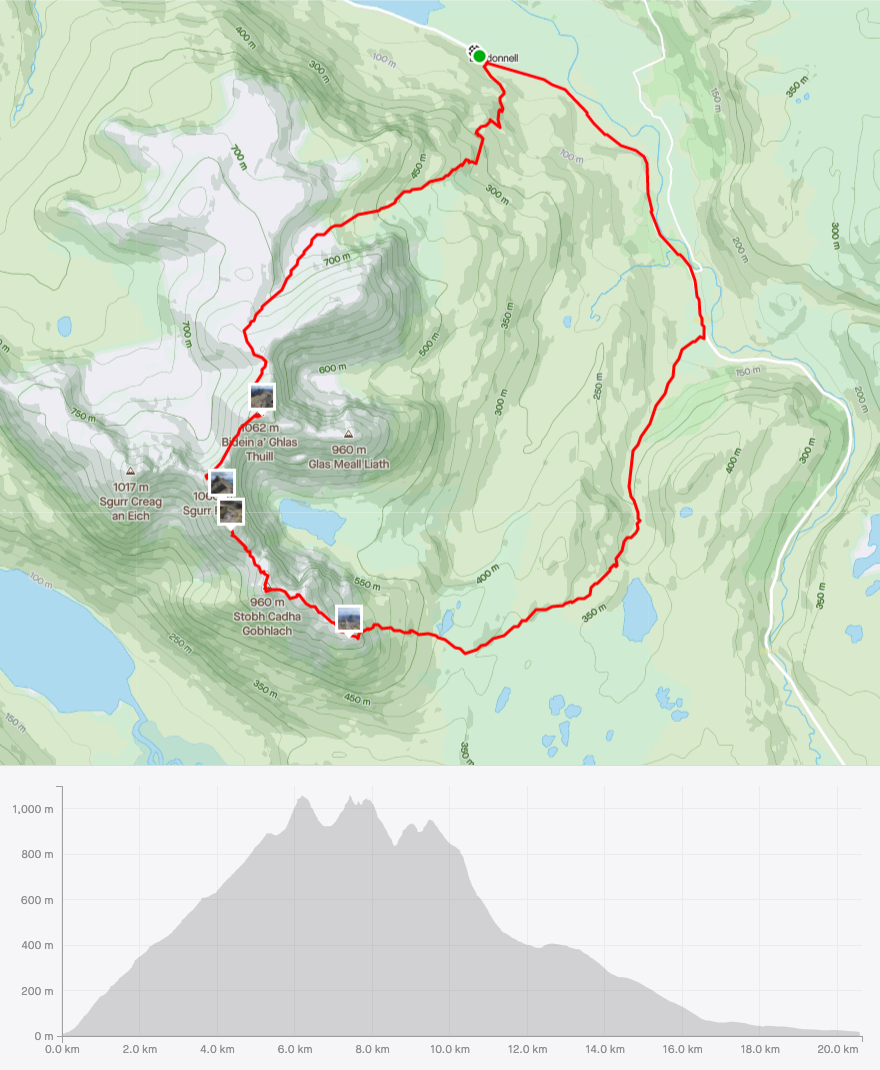 400 m
100 m
300 m
donnell
350 m
150 m
700 m
450 m
100 m
300 m
300 m
200 m
700 m
350 m
700 m
500 m
600 m
150 m
250 m
300 m
200 m
750 m
1062 m
Bidein a' Ghlas
Thuill
960 m
Glas Meall Liath
400 m
300 m
1017 m
Sgurr Creag
an Eich
Sgurr
100 m
550 m
400 m
960 m
Stobh Cadha
Gobhlach
350 m
350 m
250 m
350 m
450 m
150 m
350 m
1,000 m
800 m
600 m
400 m
200 m
0 m
0.0 km
2.0 km
4.0 km
6.0 km
8.0 km
10.0 km
12.0 km
14.0 km
16.0 km
18.0 km
20.0 km